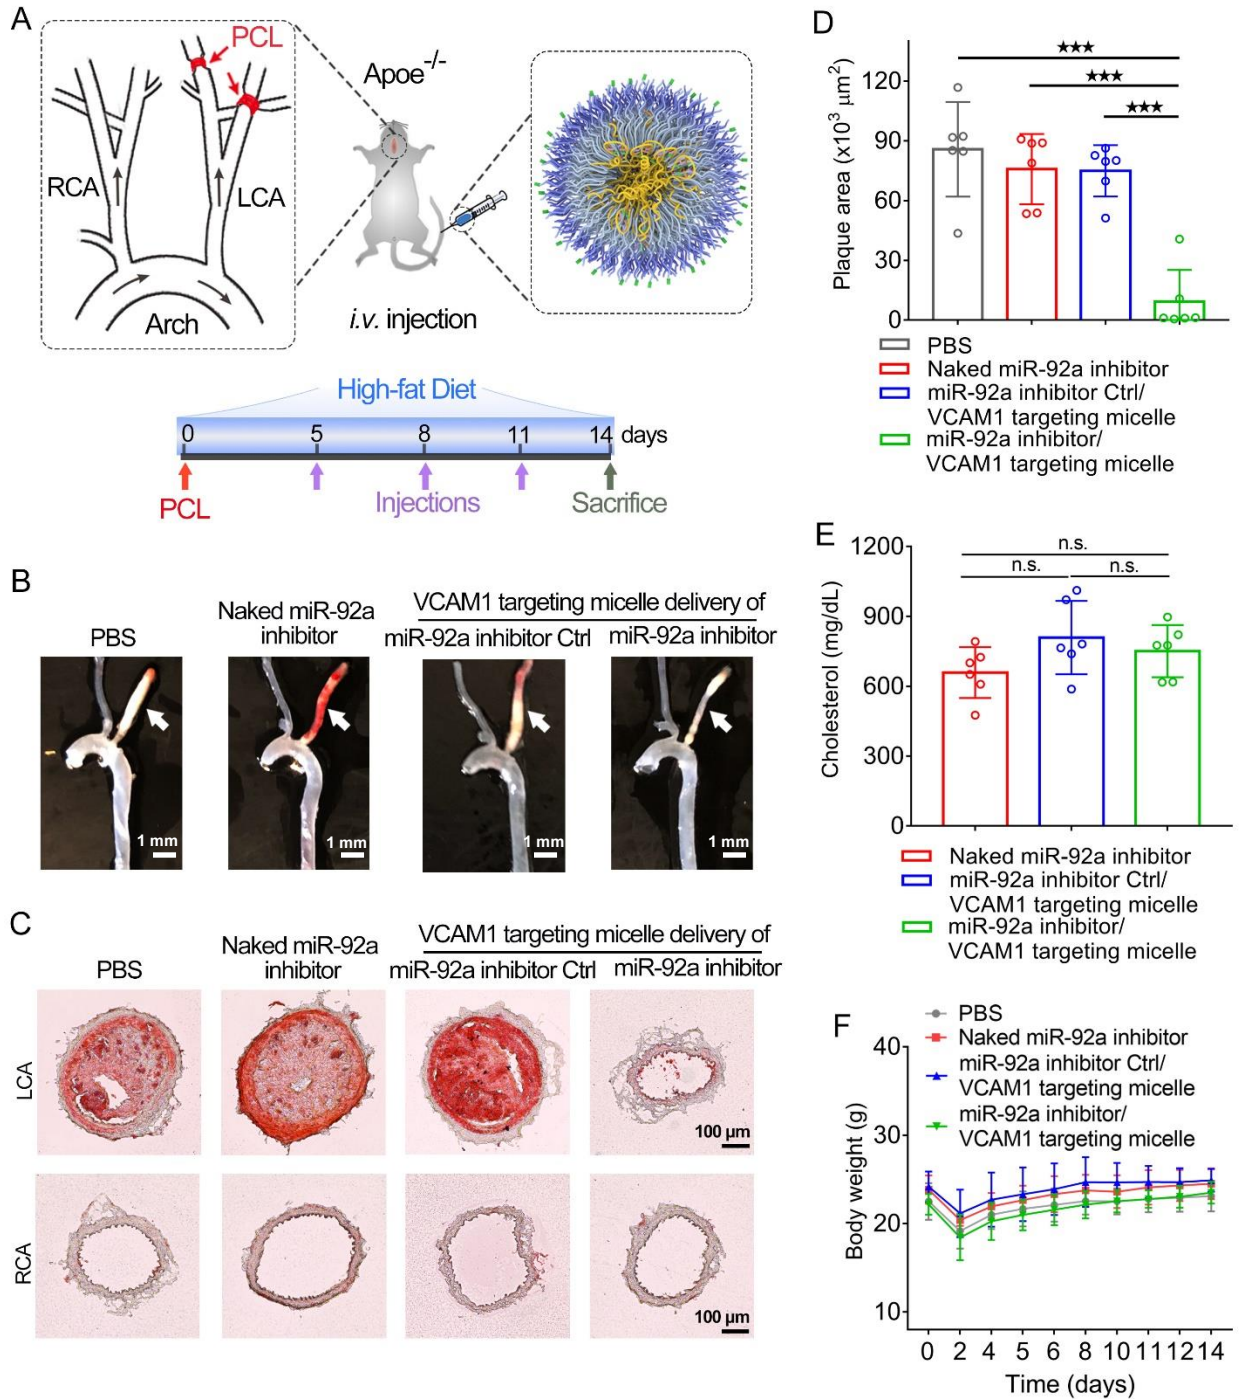 A
PCL
Apoe-/-
RCA
LCA
Arch
i.v. injection
High-fat Diet
0 5 8 11 14 days
PCL
Injections
Sacrifice
B
PBS
Naked miR-92a
inhibitor
VCAM1 targeting micelle delivery of
miR-92a inhibitor Ctrl
miR-92a inhibitor
1 mm
1 mm
1 mm
1 mm
C
PBS
Naked miR-92a
inhibitor
VCAM1 targeting micelle delivery of
miR-92a inhibitor Ctrl
miR-92a inhibitor
LCA
100 μm
RCA
100 μm
D
★★★
★★★
★★★
Plaque area (x10³ μm²)
120
90
60
30
0
PBS
Naked miR-92a inhibitor
miR-92a inhibitor Ctrl/
VCAM1 targeting micelle
miR-92a inhibitor/
VCAM1 targeting micelle
E
n.s.
n.s.
n.s.
Cholesterol (mg/dL)
1200
900
600
300
0
Naked miR-92a inhibitor
miR-92a inhibitor Ctrl/
VCAM1 targeting micelle
miR-92a inhibitor/
VCAM1 targeting micelle
F
PBS
Naked miR-92a inhibitor
miR-92a inhibitor Ctrl/
VCAM1 targeting micelle
miR-92a inhibitor/
VCAM1 targeting micelle
Body weight (g)
40
30
20
10
0 2 4 5 6 8 10 11 12 14
Time (days)